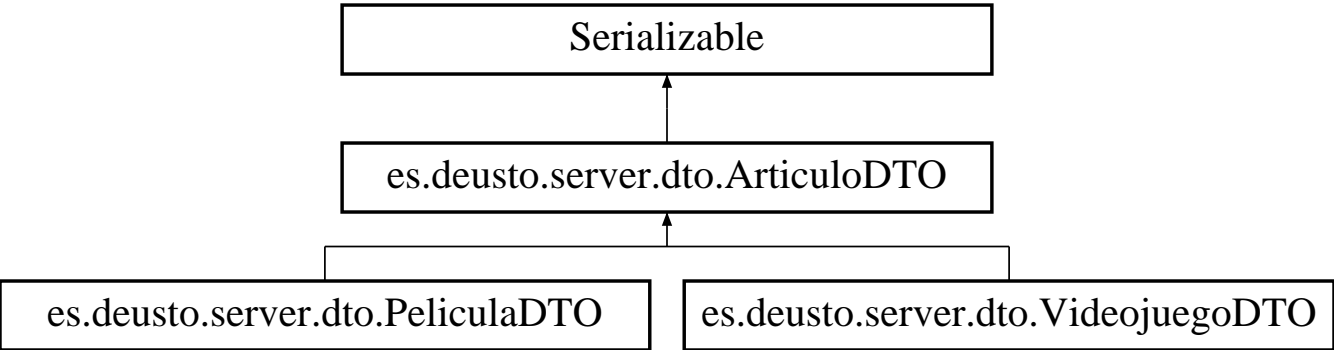 Serializable
es.deusto.server.dto.ArticuloDTO
es.deusto.server.dto.PeliculaDTO
es.deusto.server.dto.VideojuegoDTO